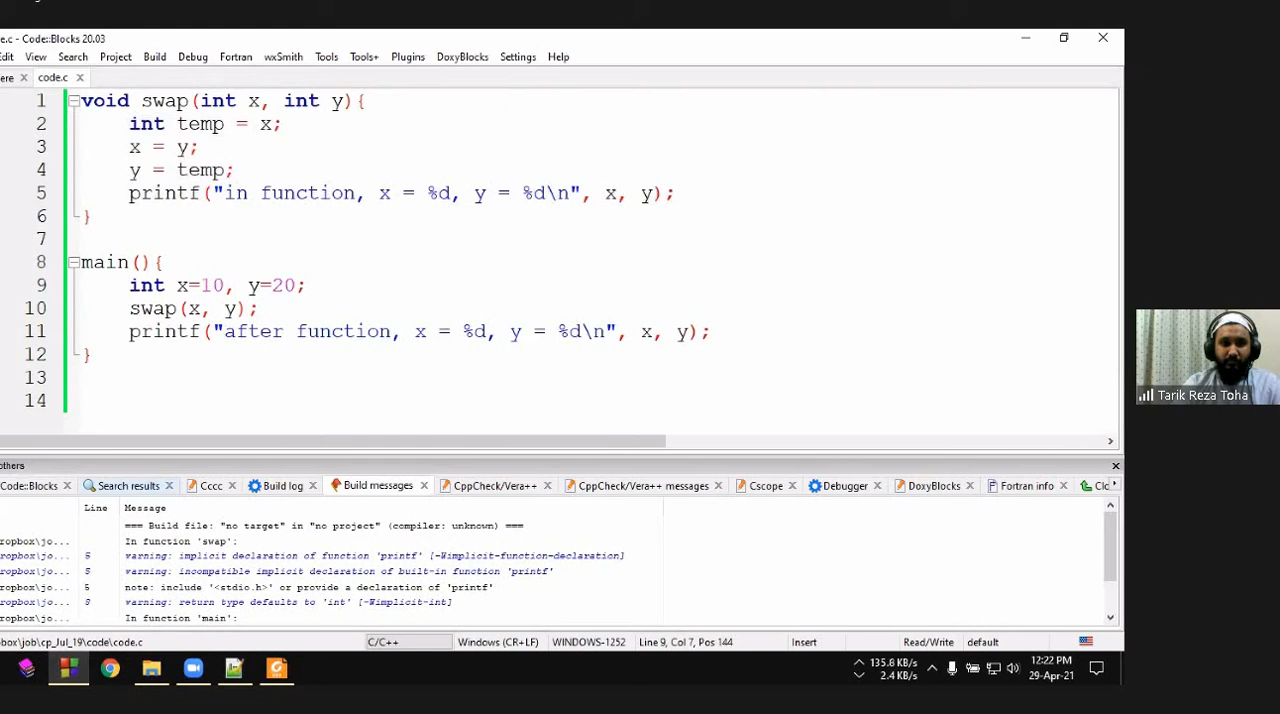 e.c - Code::Blocks 20.03
Edit View Search Project Build Debug Fortran wxSmith Tools Tools+ Plugins DoxyBlocks Settings Help
ere code.c
1 void swap(int x, int y){
2 int temp = x;
3 x = y;
4 y = temp;
5 printf("in function, x = %d, y = %d\n", x, y);
6 }
7
8 main(){
9 int x=10, y=20;
10 swap(x, y);
11 printf("after function, x = %d, y = %d\n", x, y);
12 }
13
14
Tarik Reza Toha
others
Code::Blocks Search results Cccc Build log Build messages CppCheck/Vera++ CppCheck/Vera++ messages Cscope Debugger DoxyBlocks Fortran info Clo
Line Message
=== Build file: "no target" in "no project" (compiler: unknown) ===
ropbox\jo... In function 'swap':
ropbox\jo... 5 warning: implicit declaration of function 'printf' [-Wimplicit-function-declaration]
ropbox\jo... 5 warning: incompatible implicit declaration of built-in function 'printf'
ropbox\jo... 5 note: include '<stdio.h>' or provide a declaration of 'printf'
ropbox\jo... 8 warning: return type defaults to 'int' [-Wimplicit-int]
ropbox\jo... In function 'main':
pbox\job\cp_Jul_19\code\code.c C/C++ Windows (CR+LF) WINDOWS-1252 Line 9, Col 7, Pos 144 Insert Read/Write default
135.8 KB/s
2.4 KB/s
12:22 PM
29-Apr-21